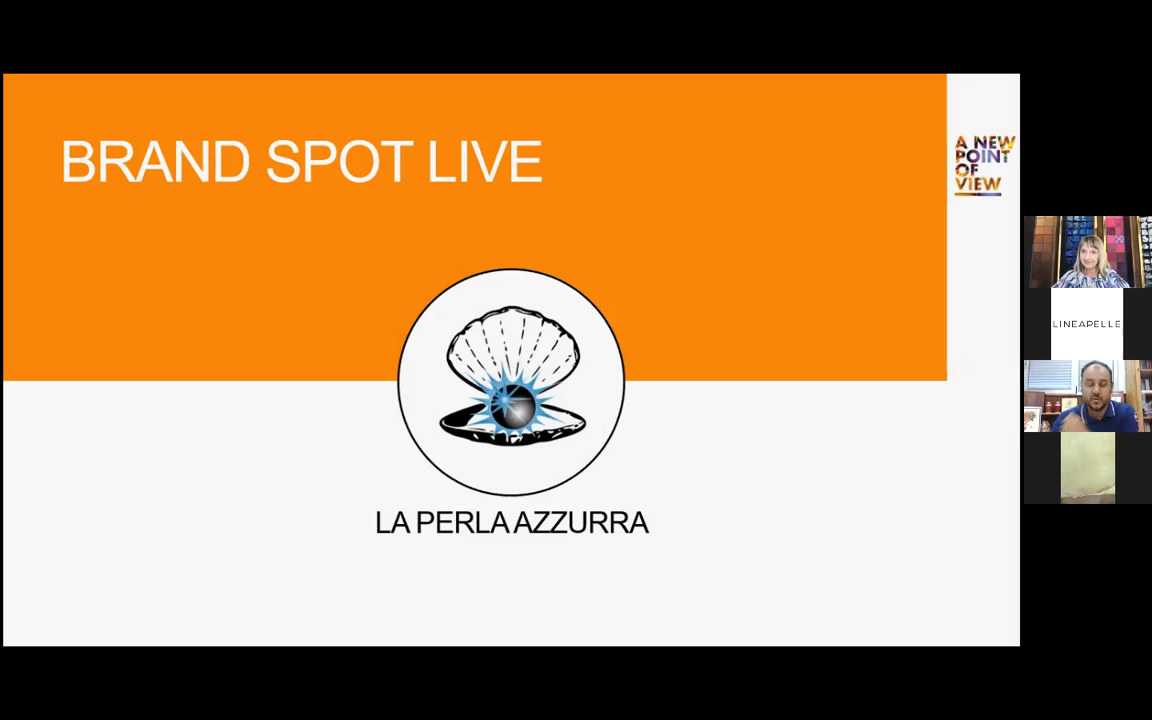 BRAND SPOT LIVE
A NEW
POINT
OF
VIEW
LINEAPELLE
LA PERLA AZZURRA